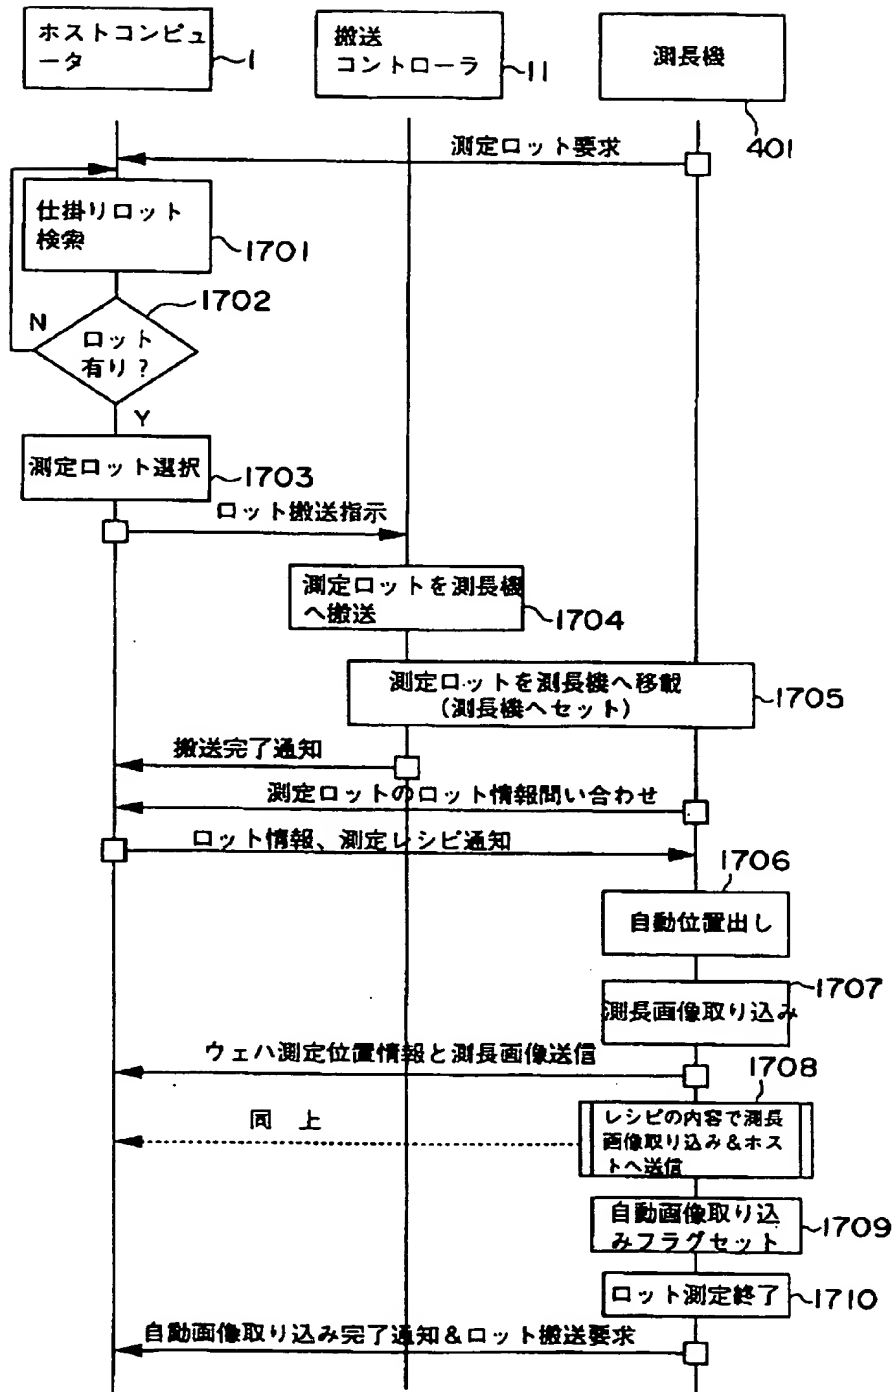 ホストコンピュ
ータ
1
搬送
コントローラ
11
測長機
401
測定ロット要求
仕掛りロット
検索
1701
1702
N
ロット
有り?
Y
測定ロット選択
1703
ロット搬送指示
測定ロットを測長機
へ搬送
1704
測定ロットを測長機へ移載
(測長機へセット)
1705
搬送完了通知
測定ロットのロット情報問い合わせ
ロット情報、測定レシピ通知
1706
自動位置出し
1707
測長画像取り込み
ウェハ測定位置情報と測長画像送信
1708
レシピの内容で測長
画像取り込み&ホス
トへ送信
同 上
自動画像取り込
みフラグセット
1709
ロット測定終了
1710
自動画像取り込み完了通知&ロット搬送要求